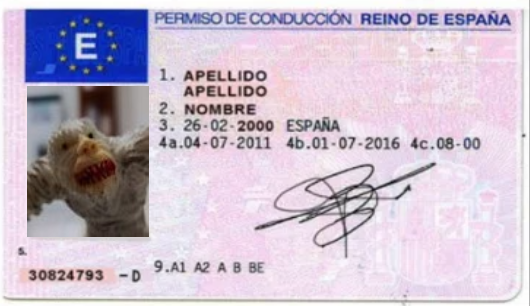 PERMISO DE CONDUCCIÓN REINO DE ESPAÑA
E
1. APELLIDO
APELLIDO
2. NOMBRE
3. 26-02-2000 ESPAÑA
4a.04-07-2011 4b.01-07-2016 4c.08-00
5.
30824793 -D
9.A1 A2 A B BE